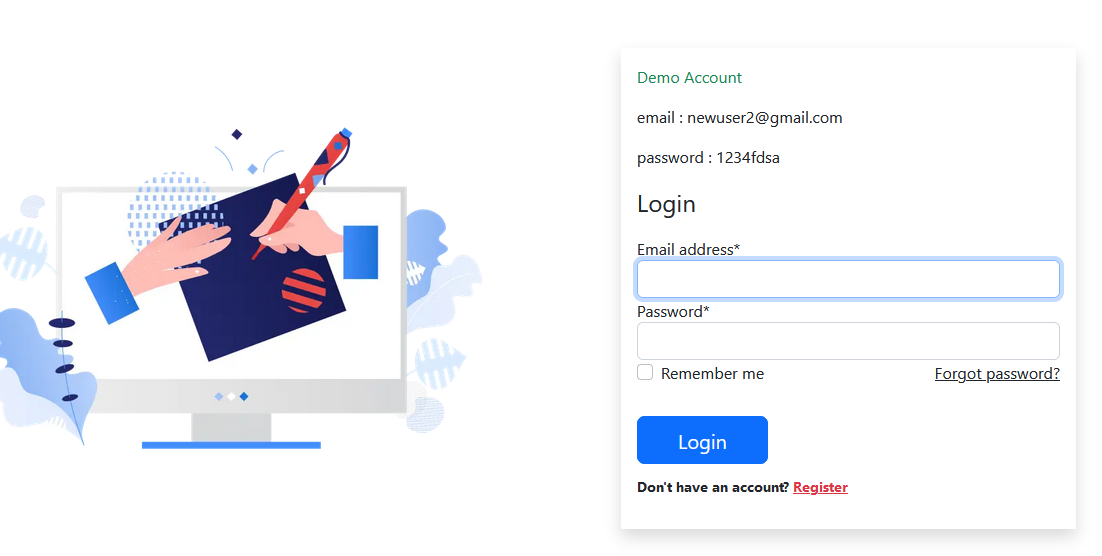 Demo Account
email : newuser2@gmail.com
password : 1234fdsa
Login
Email address*
Password*
Remember me Forgot password?
Login
Don't have an account? Register